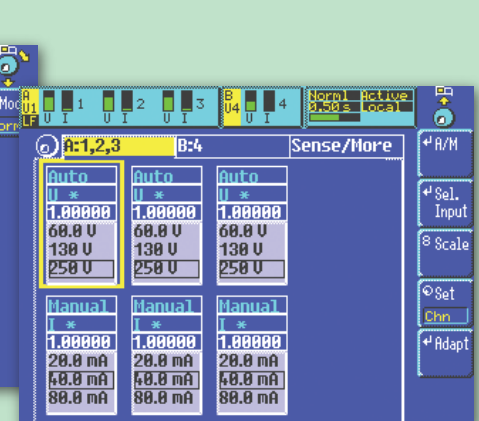 Mod
orm
A
U1
LF
U I 1
U I 2
U I 3
B
U4
U I 4
Norml Active
0.50 s Local
A:1,2,3 B:4 Sense/More
Auto Auto Auto
U * U * U *
1.00000 1.00000 1.00000
60.0 V 60.0 V 60.0 V
130 V 130 V 130 V
250 V 250 V 250 V
Manual Manual Manual
I * I * I *
1.00000 1.00000 1.00000
20.0 mA 20.0 mA 20.0 mA
40.0 mA 40.0 mA 40.0 mA
80.0 mA 80.0 mA 80.0 mA
A/M
Sel.
Input
8 Scale
Set
Chn
Adapt